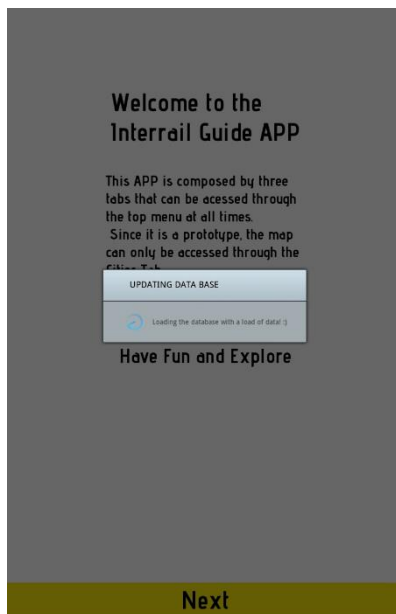 Welcome to the
Interrail Guide APP
This APP is composed by three
tabs that can be acessed through
the top menu at all times.
Since it is a prototype, the map
can only be accessed through the
Cities Tab
UPDATING DATA BASE
Loading the database with a load of data! :)
Have Fun and Explore
Next